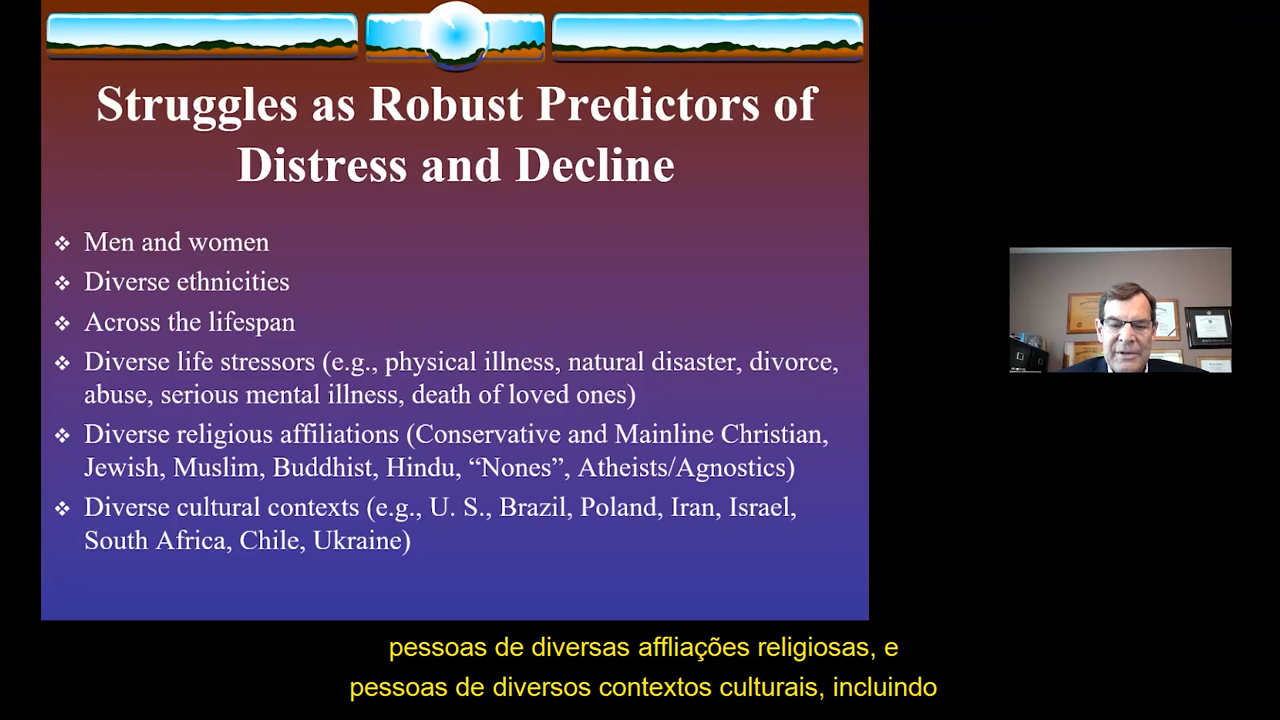 Struggles as Robust Predictors of
Distress and Decline
❖ Men and women
❖ Diverse ethnicities
❖ Across the lifespan
❖ Diverse life stressors (e.g., physical illness, natural disaster, divorce,
abuse, serious mental illness, death of loved ones)
❖ Diverse religious affiliations (Conservative and Mainline Christian,
Jewish, Muslim, Buddhist, Hindu, “Nones”, Atheists/Agnostics)
❖ Diverse cultural contexts (e.g., U. S., Brazil, Poland, Iran, Israel,
South Africa, Chile, Ukraine)
pessoas de diversas affliações religiosas, e
pessoas de diversos contextos culturais, incluindo